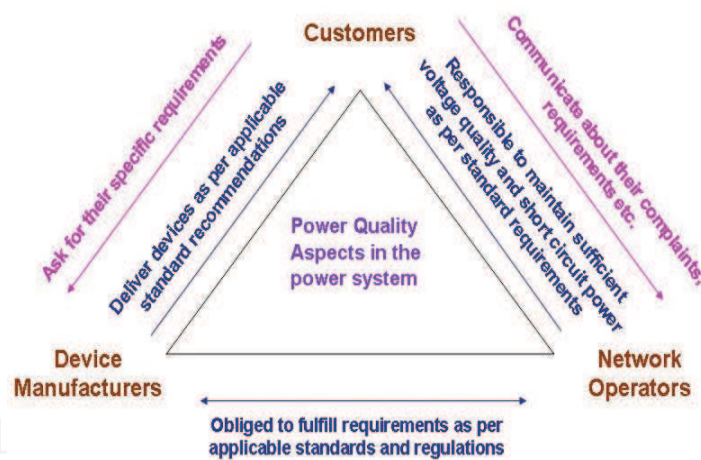 Customers
Ask for their specific requirements
Deliver devices as per applicable
standard recommendations
Responsible to maintain sufficient
voltage quality and short circuit power
as per standard requirements
Communicate about their complaints,
requirements etc.
Power Quality
Aspects in the
power system
Device
Manufacturers
Network
Operators
Obliged to fulfill requirements as per
applicable standards and regulations